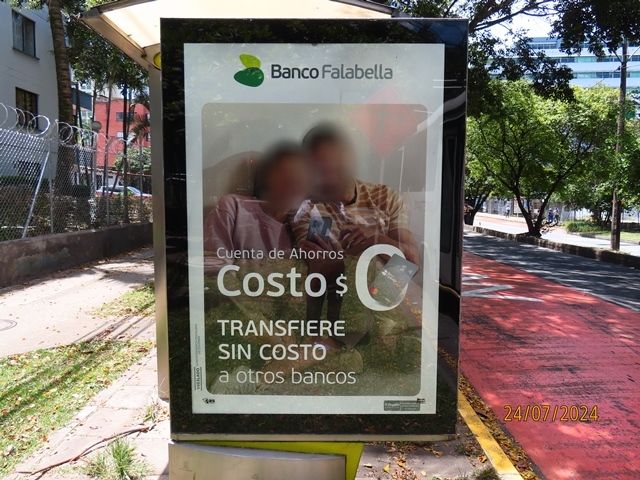 Banco Falabella
Cuenta de Ahorros
Costo $0
TRANSFIERE
SIN COSTO
a otros bancos
24/07/2024